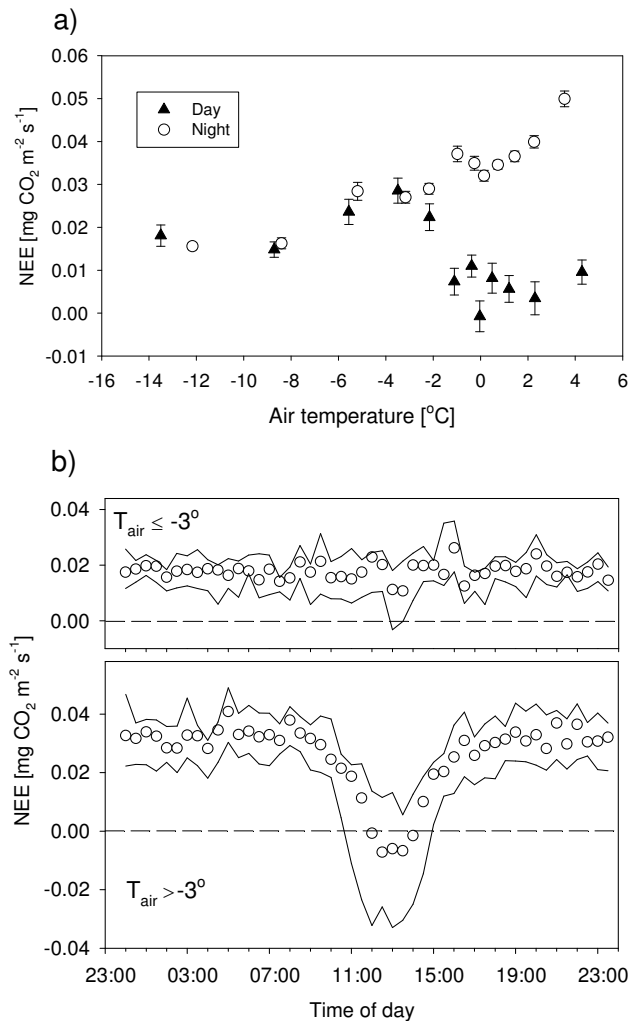 a)
0.06
0.05
0.04
0.03
0.02
0.01
0.00
-0.01
NEE [mg CO2 m-2 s-1]
Day
Night
-16 -14 -12 -10 -8 -6 -4 -2 0 2 4 6
Air temperature [oC]
b)
Tair ≤ -3o
0.04
0.02
0.00
NEE [mg CO2 m-2 s-1]
0.04
0.02
0.00
-0.02
-0.04
Tair > -3o
23:00 03:00 07:00 11:00 15:00 19:00 23:00
Time of day